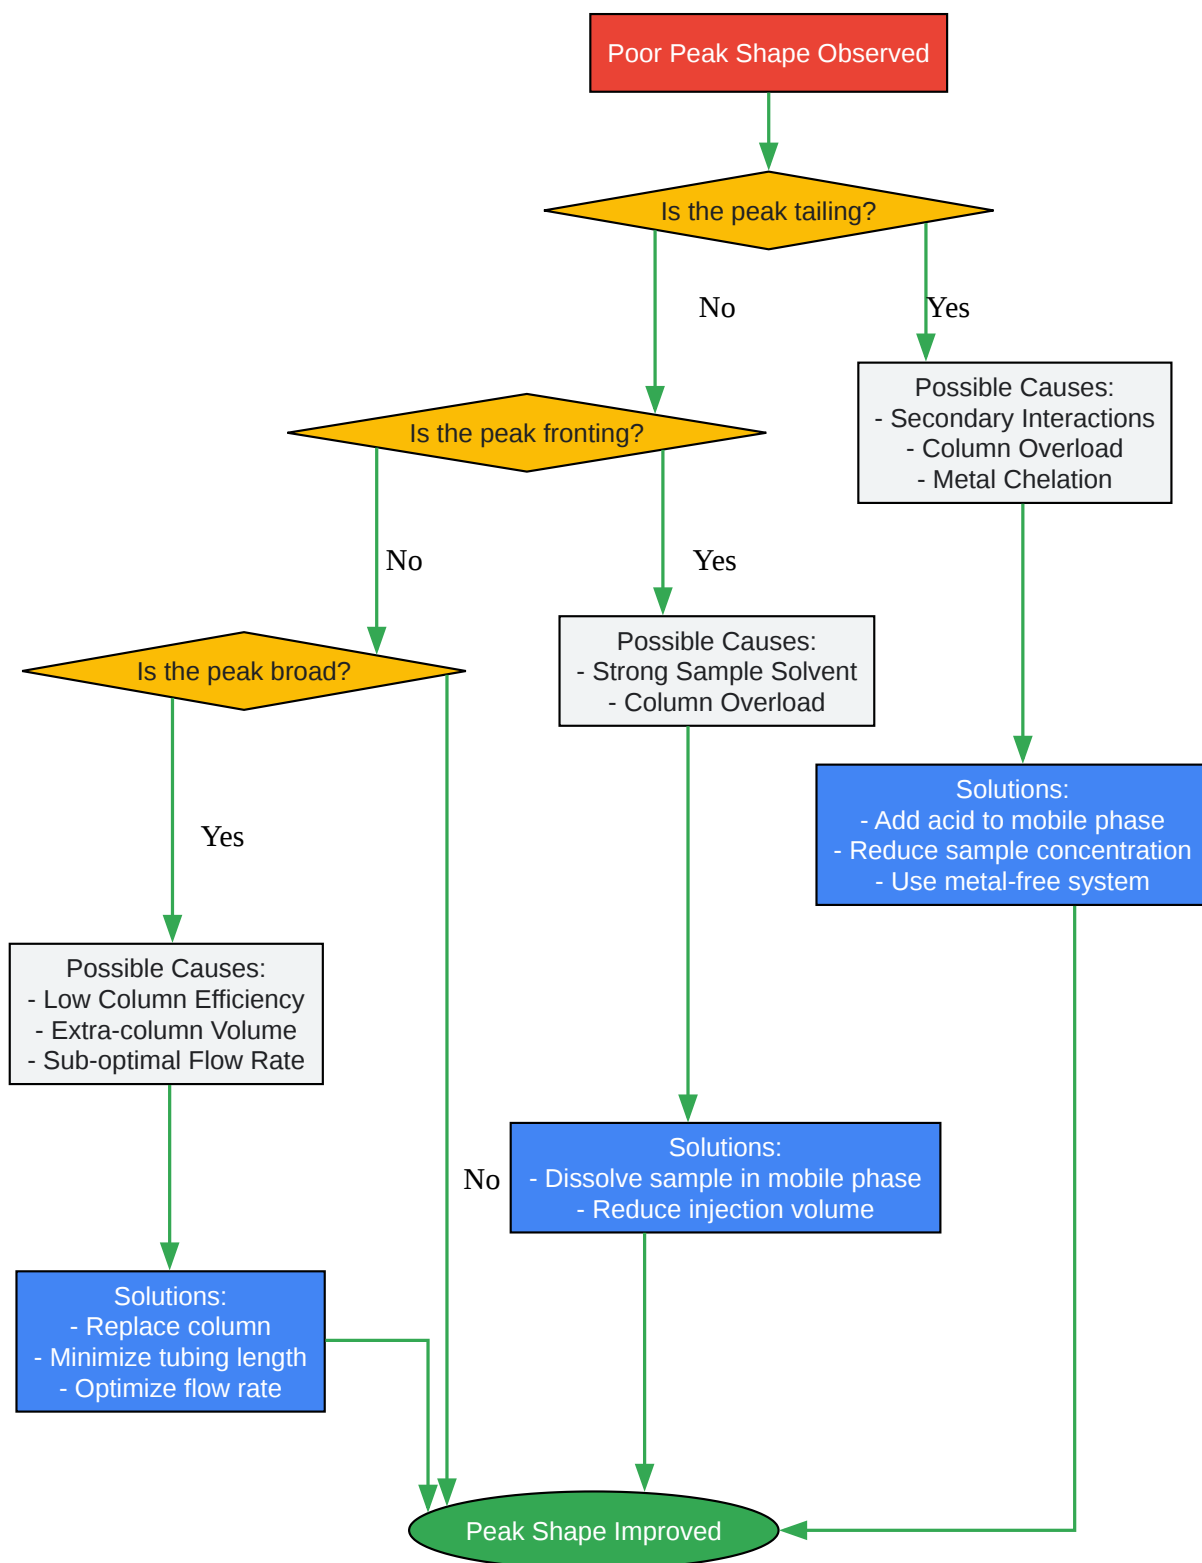 Poor Peak Shape Observed
Is the peak tailing?
No
Yes
Possible Causes:
- Secondary Interactions
- Column Overload
- Metal Chelation
Is the peak fronting?
No
Yes
Possible Causes:
- Strong Sample Solvent
- Column Overload
Is the peak broad?
Solutions:
- Add acid to mobile phase
- Reduce sample concentration
- Use metal-free system
Yes
Possible Causes:
- Low Column Efficiency
- Extra-column Volume
- Sub-optimal Flow Rate
No
Solutions:
- Dissolve sample in mobile phase
- Reduce injection volume
Solutions:
- Replace column
- Minimize tubing length
- Optimize flow rate
Peak Shape Improved